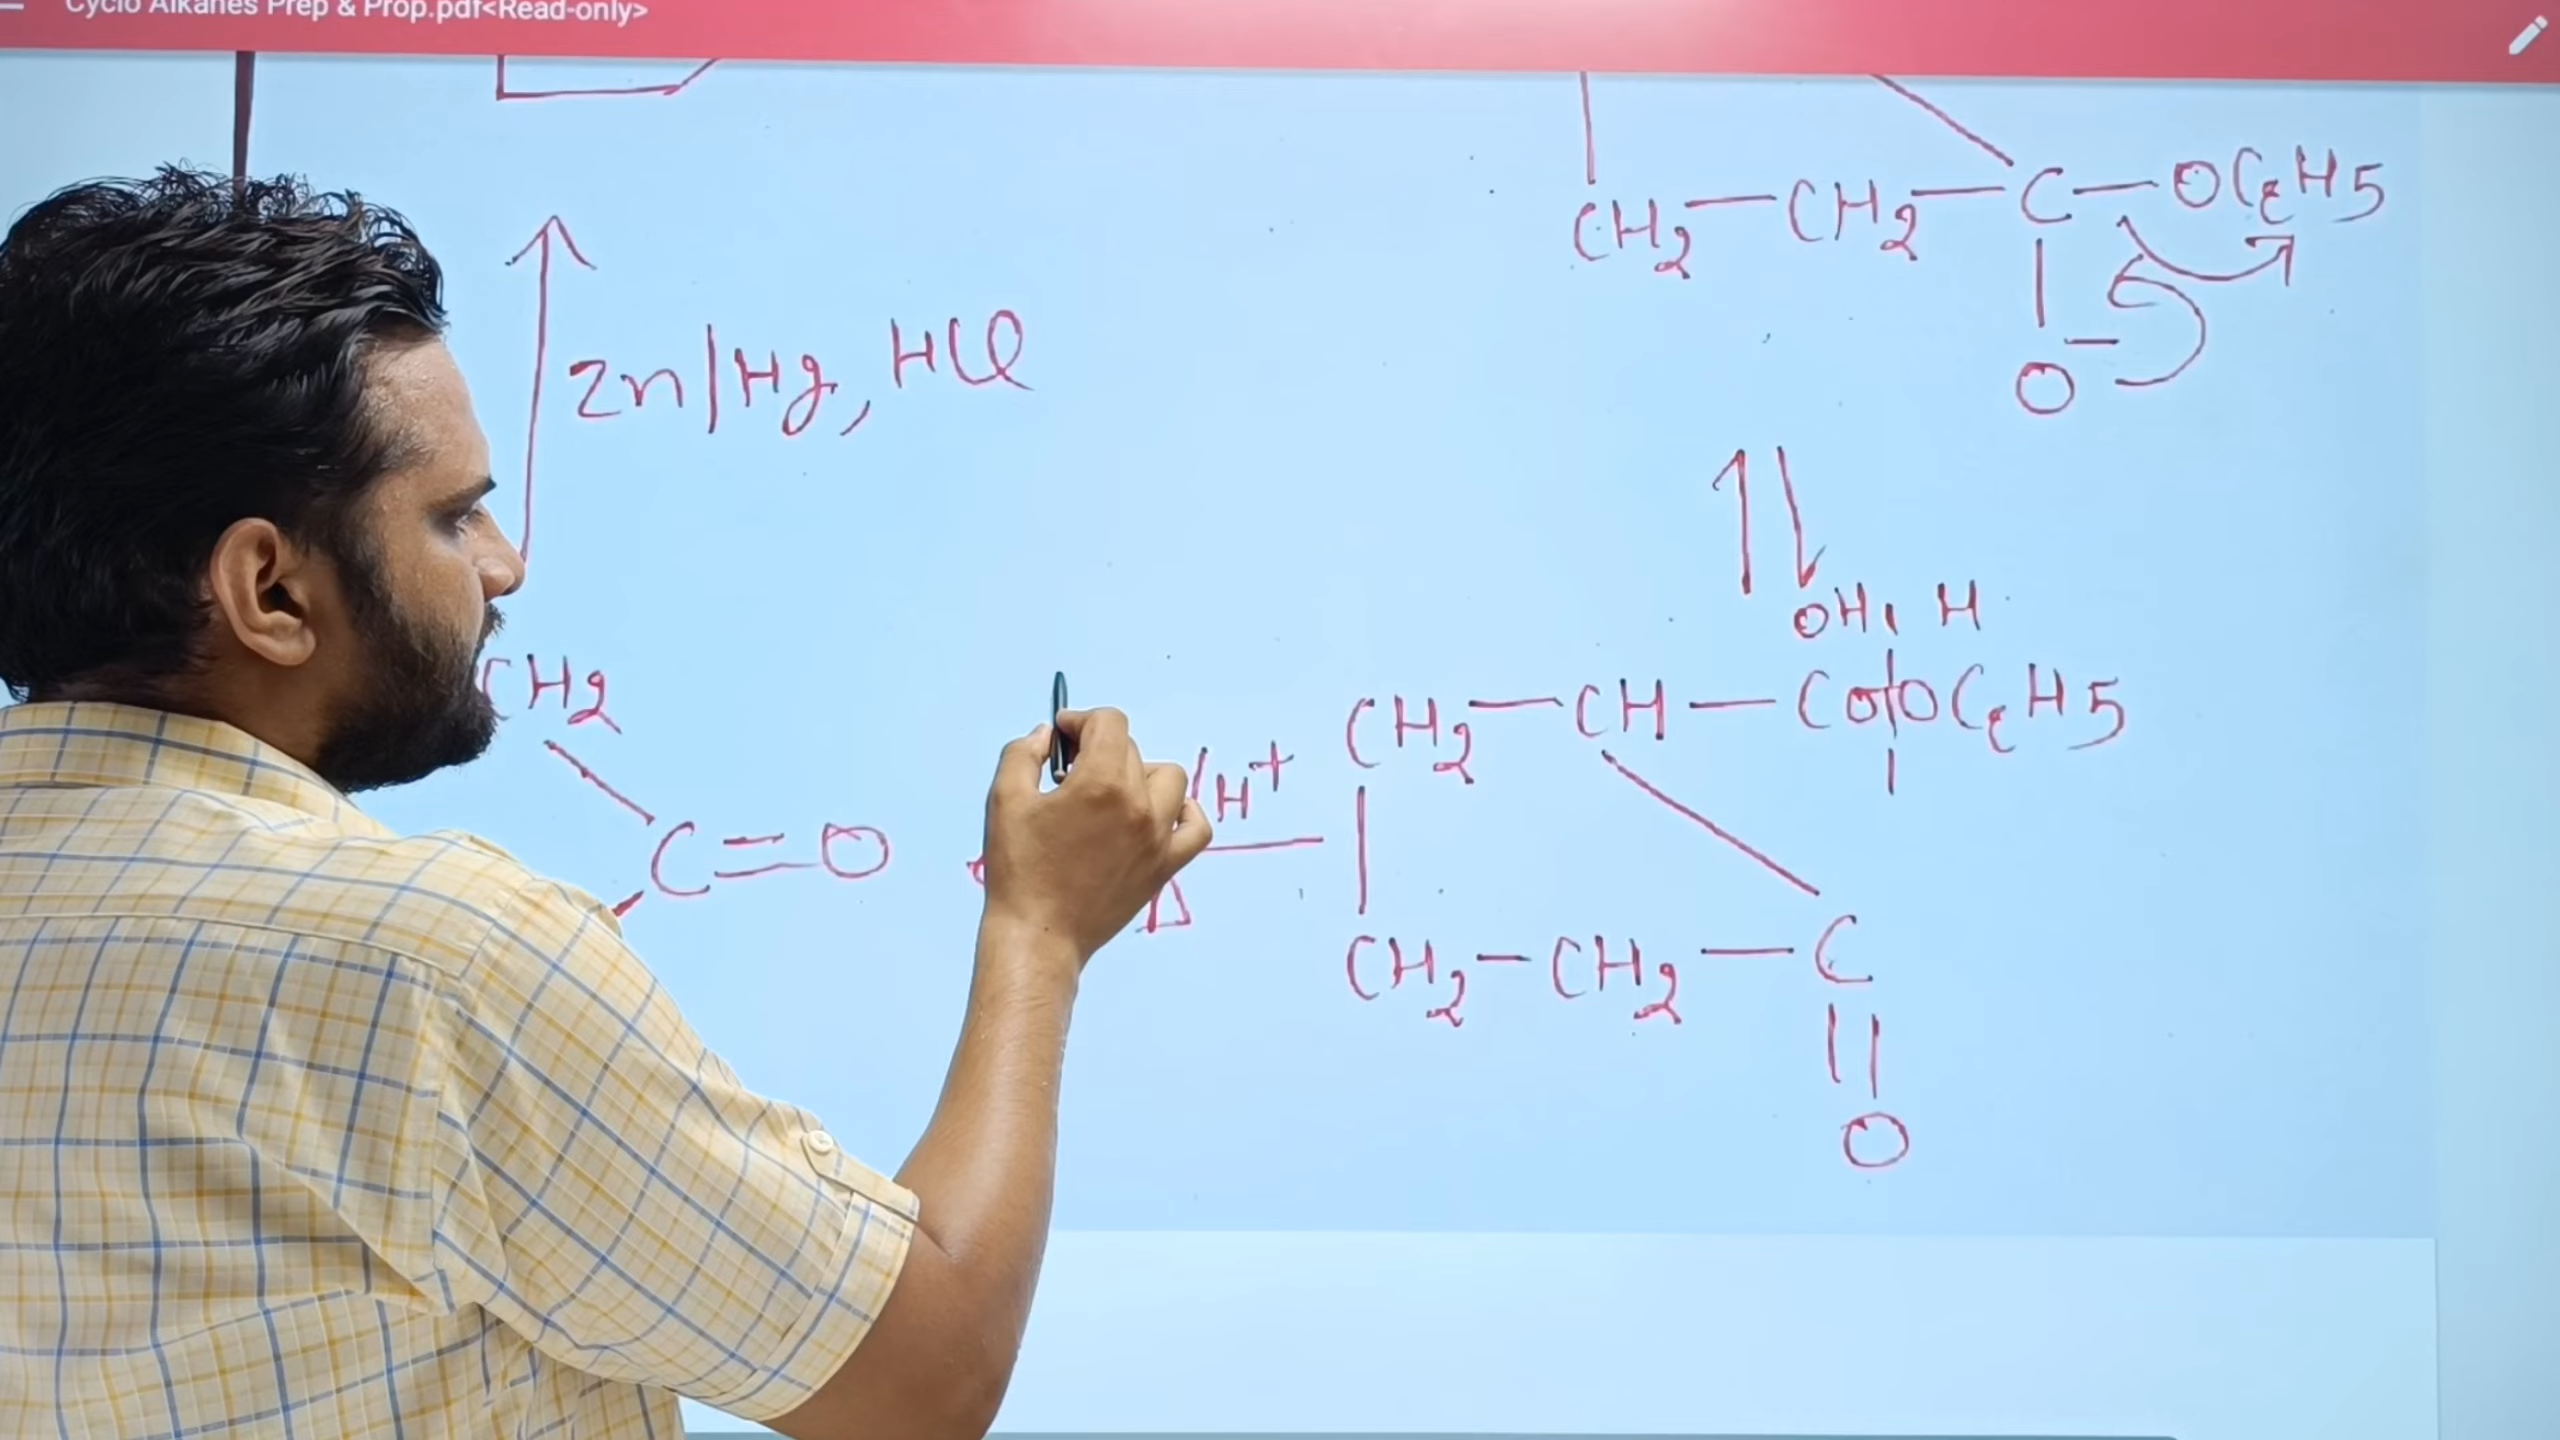 Cyclo Alkanes Prep & Prop.pdf<Read-only>
CH2 — CH2 — C — OC2H5
|
O −
Zn/Hg, HCl
OH H
CH2 CH2 — CH — COOC2H5
/H+
C=O
Δ
CH2 — CH2 — C
||
O